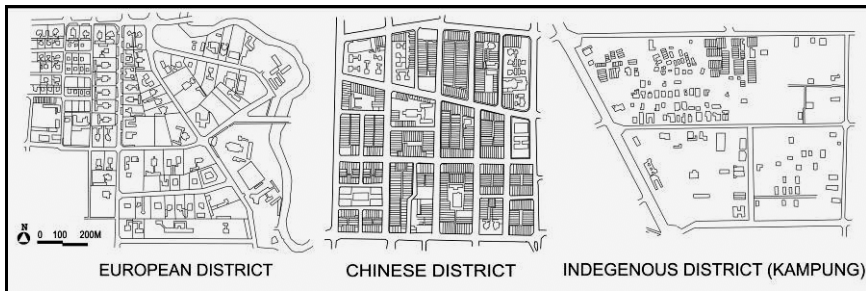 N
0 100 200M
EUROPEAN DISTRICT
CHINESE DISTRICT
INDEGENOUS DISTRICT (KAMPUNG)